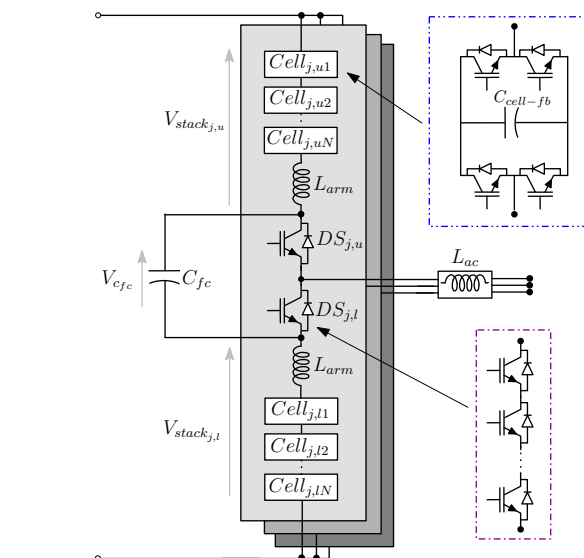 Cell_{j,u1}
Cell_{j,u2}
Cell_{j,uN}
V_{stack_{j,u}}
L_{arm}
DS_{j,u}
V_{c_{fc}}
C_{fc}
DS_{j,l}
L_{arm}
Cell_{j,l1}
Cell_{j,l2}
Cell_{j,lN}
V_{stack_{j,l}}
L_{ac}
C_{cell-fb}